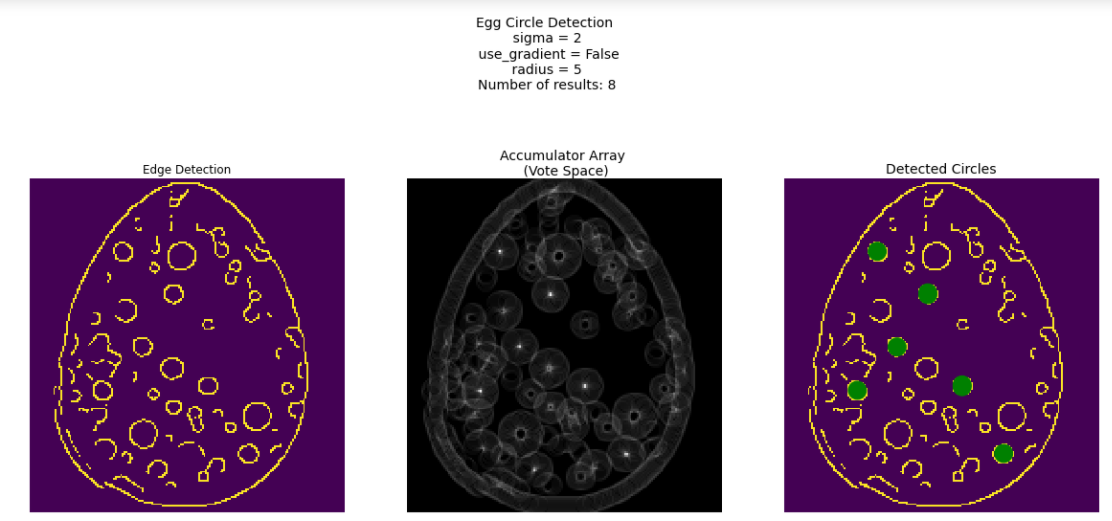 Egg Circle Detection
sigma = 2
use_gradient = False
radius = 5
Number of results: 8
Edge Detection
Accumulator Array
(Vote Space)
Detected Circles